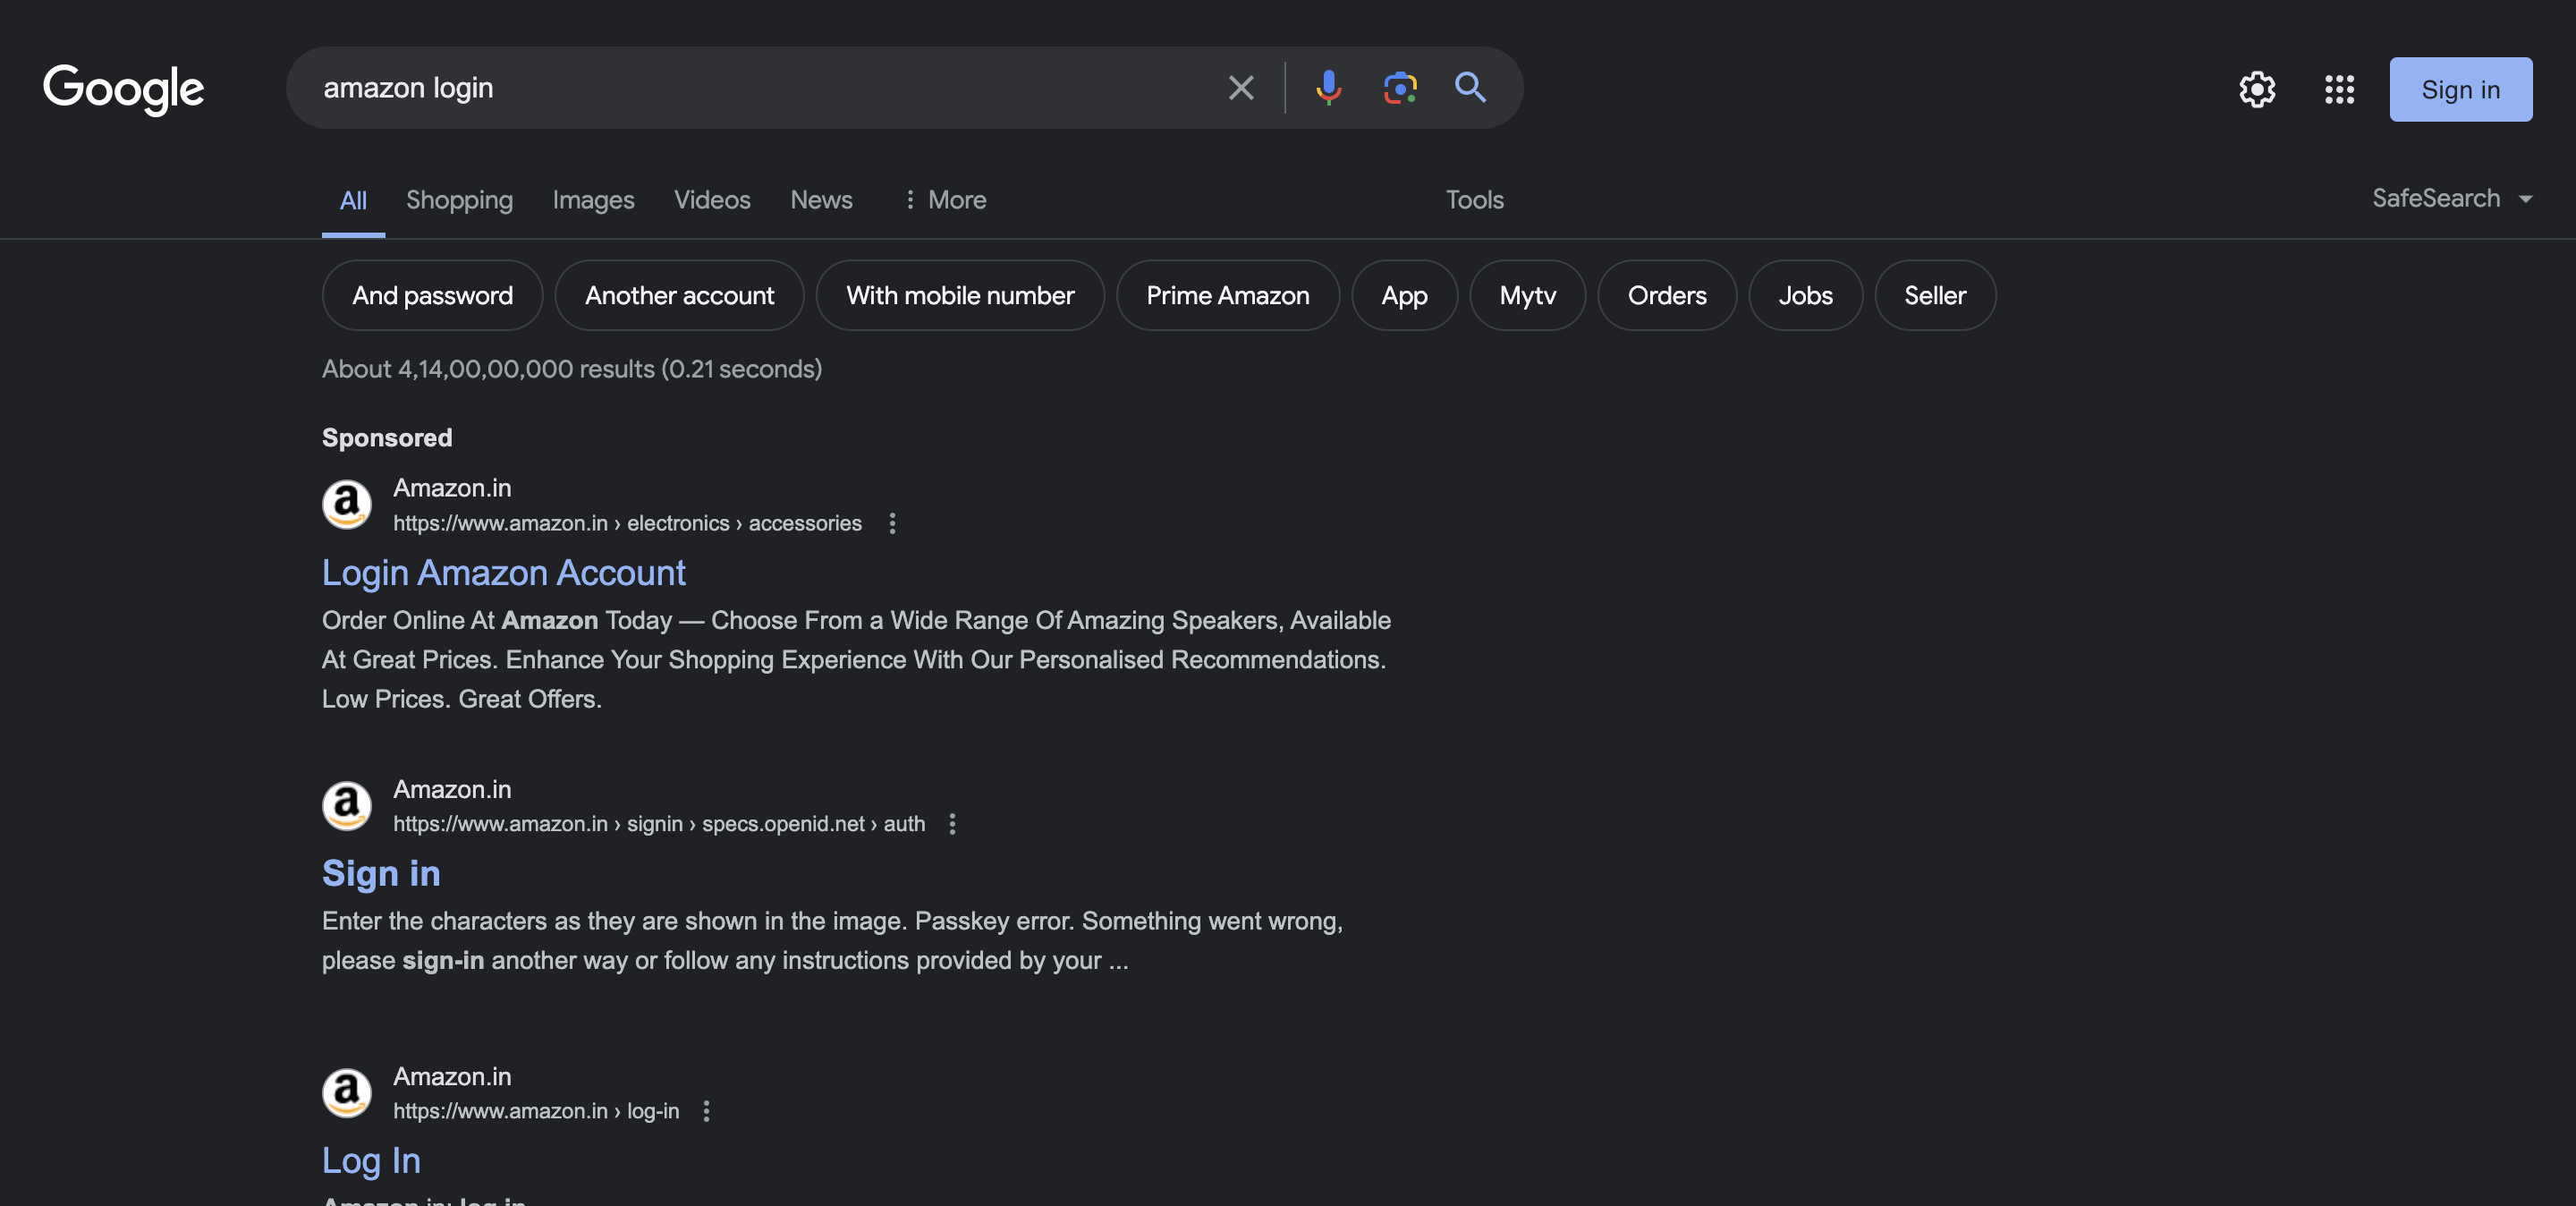 Google
amazon login
Sign in
All Shopping Images Videos News More Tools SafeSearch
And password Another account With mobile number Prime Amazon App Mytv Orders Jobs Seller
About 4,14,00,00,000 results (0.21 seconds)
Sponsored
Amazon.in
https://www.amazon.in › electronics › accessories
Login Amazon Account
Order Online At Amazon Today — Choose From a Wide Range Of Amazing Speakers, Available
At Great Prices. Enhance Your Shopping Experience With Our Personalised Recommendations.
Low Prices. Great Offers.
Amazon.in
https://www.amazon.in › signin › specs.openid.net › auth
Sign in
Enter the characters as they are shown in the image. Passkey error. Something went wrong,
please sign-in another way or follow any instructions provided by your ...
Amazon.in
https://www.amazon.in › log-in
Log In
Amazon.in: log in